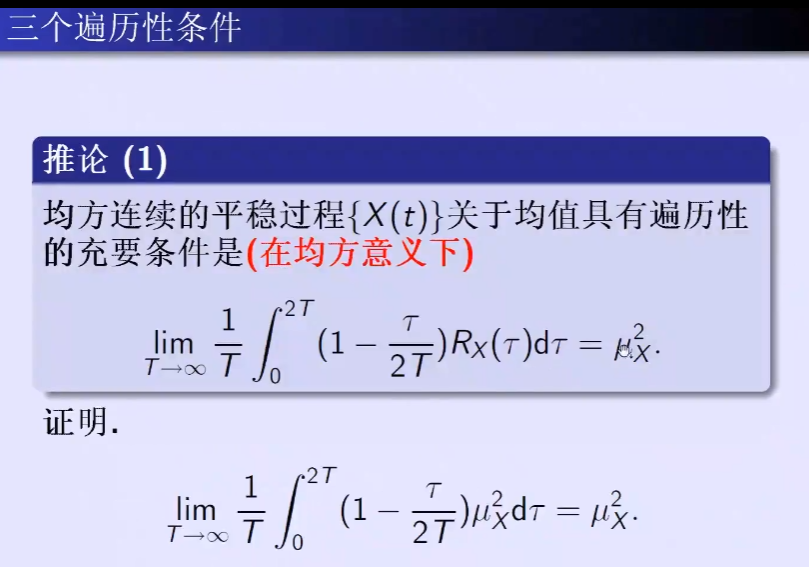 三个遍历性条件
推论 (1)
均方连续的平稳过程{X(t)}关于均值具有遍历性
的充要条件是(在均方意义下)
$\lim_{T\to\infty} \frac{1}{T} \int_0^{2T} (1 - \frac{\tau}{2T}) R_X(\tau) \mathrm{d}\tau = \mu_X^2.$
证明.
$\lim_{T\to\infty} \frac{1}{T} \int_0^{2T} (1 - \frac{\tau}{2T}) \mu_X^2 \mathrm{d}\tau = \mu_X^2.$